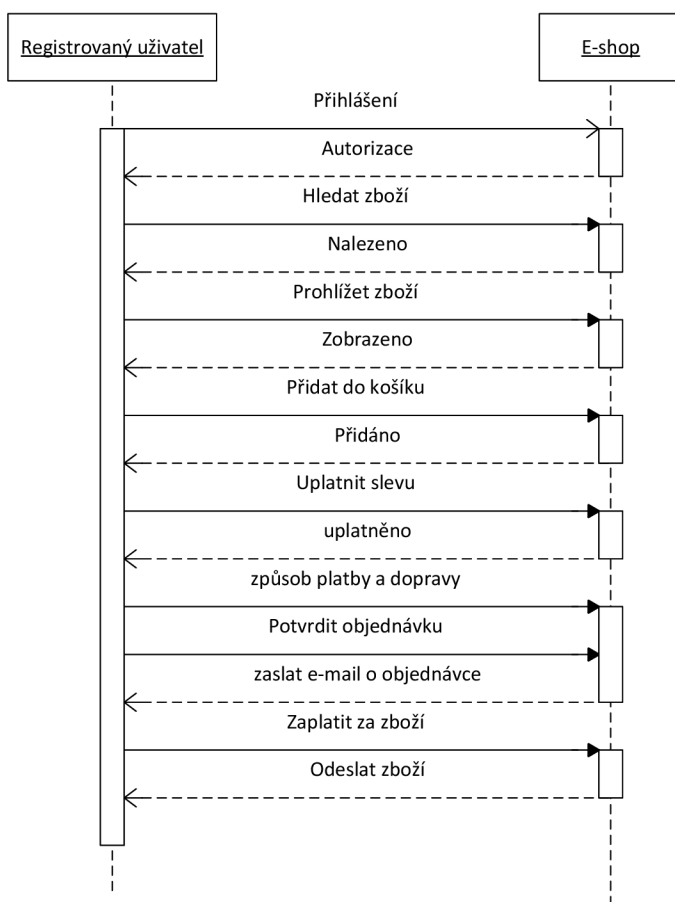 Registrovaný uživatel
E-shop
Přihlášení
Autorizace
Hledat zboží
Nalezeno
Prohlížet zboží
Zobrazeno
Přidat do košíku
Přidáno
Uplatnit slevu
uplatněno
způsob platby a dopravy
Potvrdit objednávku
zaslat e-mail o objednávce
Zaplatit za zboží
Odeslat zboží